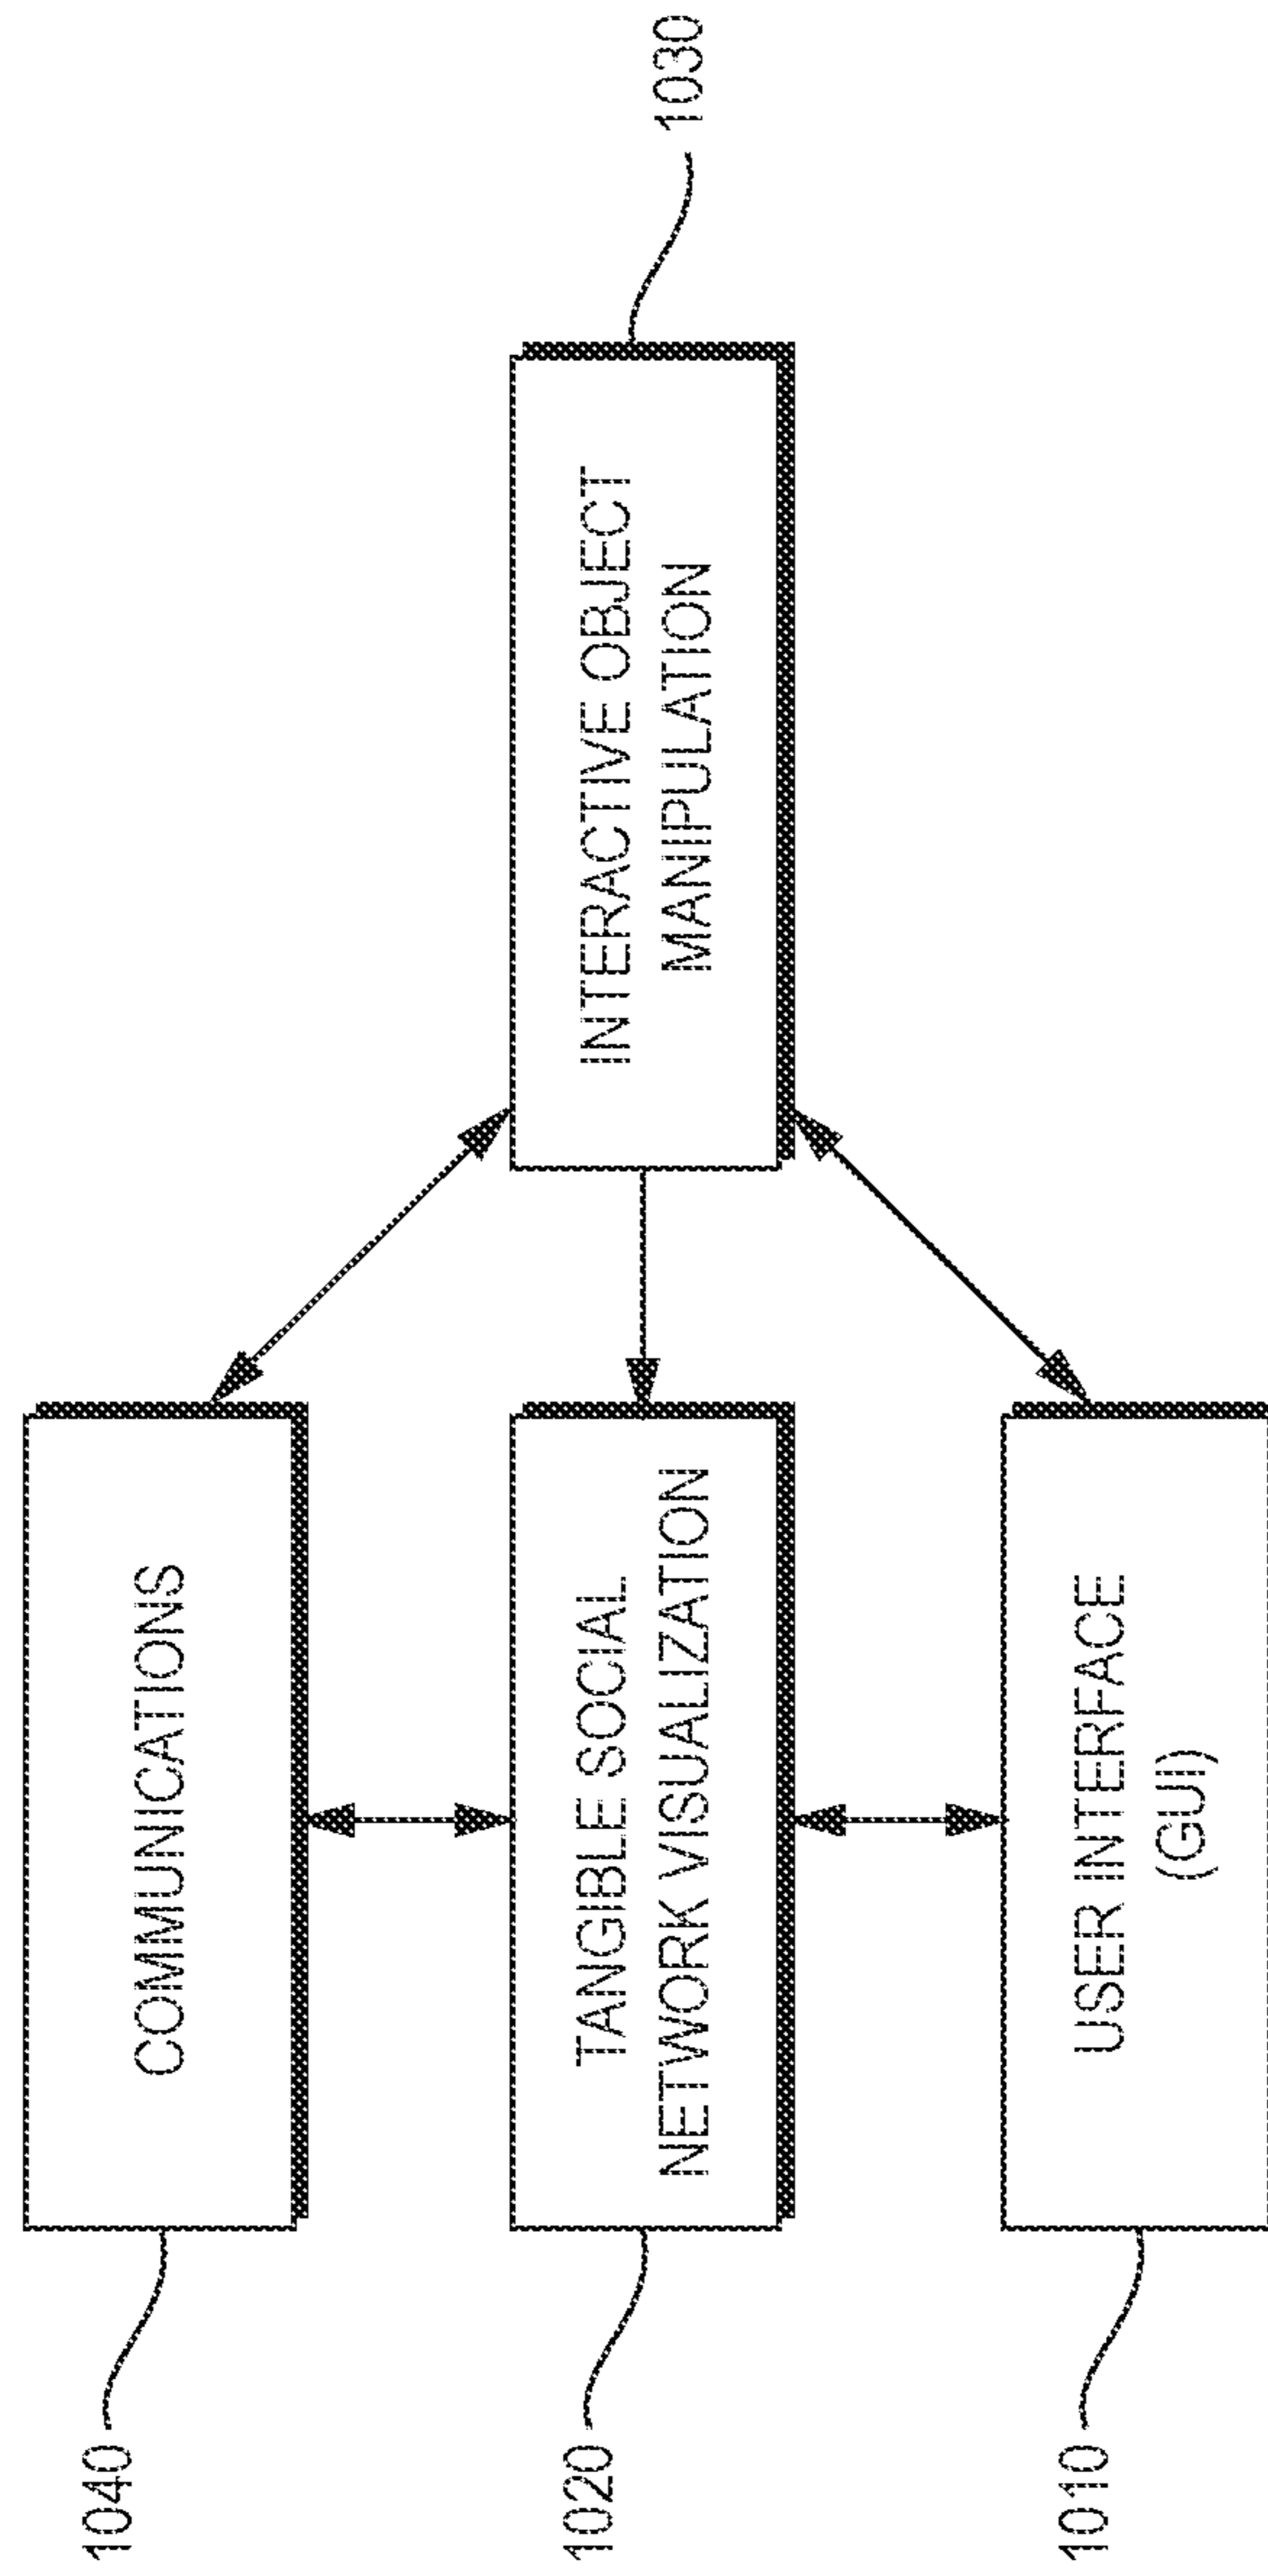 1040
COMMUNICATIONS
1020
TANGIBLE SOCIAL
NETWORK VISUALIZATION
INTERACTIVE OBJECT
MANIPULATION
1030
1010
USER INTERFACE
(GUI)